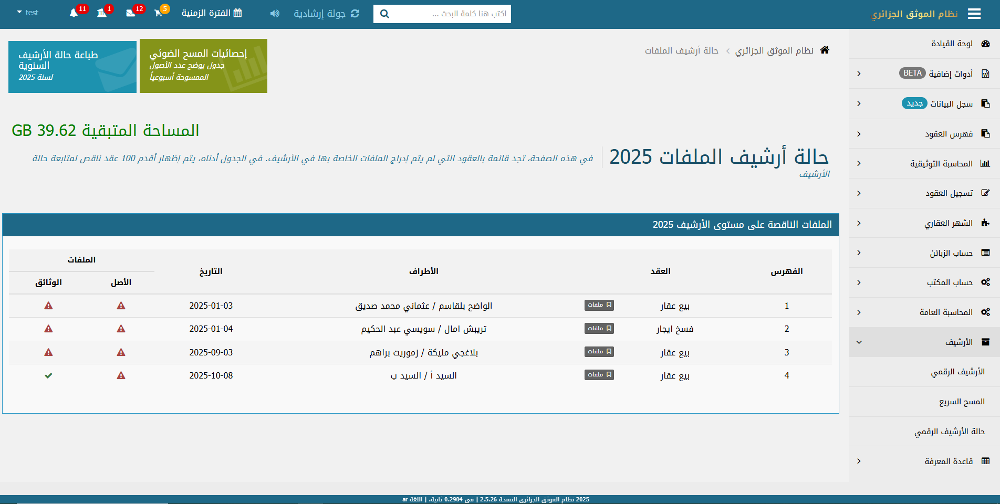 نظام الموثق الجزائري
اكتب هنا كلمة البحث ...
جولة إرشادية
الفترة الزمنية
5
12
1
11
test
لوحة القيادة
أدوات إضافية BETA
سجل البيانات جديد
فهرس العقود
المحاسبة التوثيقية
تسجيل العقود
الشهر العقاري
حساب الزبائن
حساب المكتب
المحاسبة العامة
الأرشيف
الأرشيف الرقمي
المسح السريع
حالة الأرشيف الرقمي
قاعدة المعرفة
نظام الموثق الجزائري > حالة أرشيف الملفات
إحصائيات المسح الضوئي
جدول يوضح عدد الأصول
الممسوحة أسبوعياً
طباعة حالة الأرشيف
السنوية
لسنة 2025
المساحة المتبقية 39.62 GB
حالة أرشيف الملفات 2025 في هذه الصفحة، تجد قائمة بالعقود التي لم يتم إدراج الملفات الخاصة بها في الأرشيف. في الجدول أدناه، يتم إظهار أقدم 100 عقد ناقص لمتابعة حالة
الأرشيف
الملفات الناقصة على مستوى الأرشيف 2025
الفهرس العقد الأطراف التاريخ الملفات
الأصل الوثائق
1 بيع عقار ملفات الواضح بلقاسم / عثماني محمد صديق 2025-01-03
2 فسخ ايجار ملفات تريبش امال / سويسي عبد الحكيم 2025-01-04
3 بيع عقار ملفات بلاغجي مليكة / زموريت براهم 2025-09-03
4 بيع عقار ملفات السيد أ / السيد ب 2025-10-08
2025 نظام الموثق الجزائري النسخة 2.5.26 | في 0.2904 ثانية. | اللغة ar